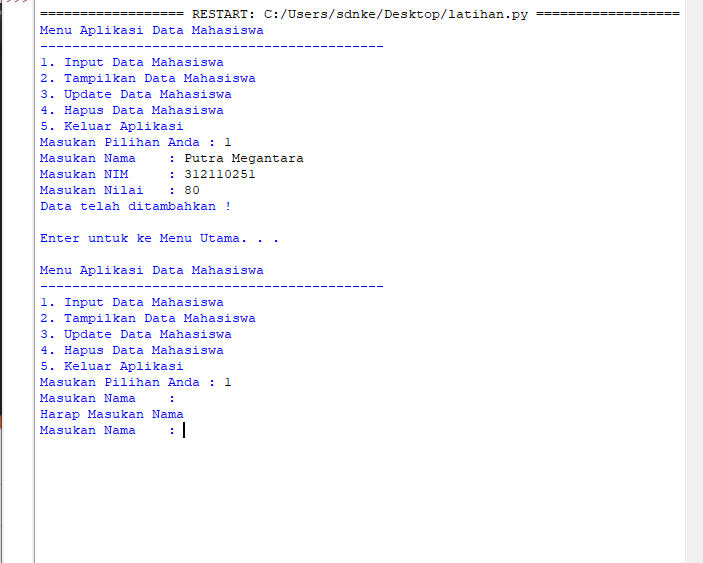 >>>
================== RESTART: C:/Users/sdnke/Desktop/latihan.py ==================
Menu Aplikasi Data Mahasiswa
-------------------------------------------
1. Input Data Mahasiswa
2. Tampilkan Data Mahasiswa
3. Update Data Mahasiswa
4. Hapus Data Mahasiswa
5. Keluar Aplikasi
Masukan Pilihan Anda : 1
Masukan Nama    : Putra Megantara
Masukan NIM     : 312110251
Masukan Nilai   : 80
Data telah ditambahkan !

Enter untuk ke Menu Utama. . .

Menu Aplikasi Data Mahasiswa
-------------------------------------------
1. Input Data Mahasiswa
2. Tampilkan Data Mahasiswa
3. Update Data Mahasiswa
4. Hapus Data Mahasiswa
5. Keluar Aplikasi
Masukan Pilihan Anda : 1
Masukan Nama    :
Harap Masukan Nama
Masukan Nama    :